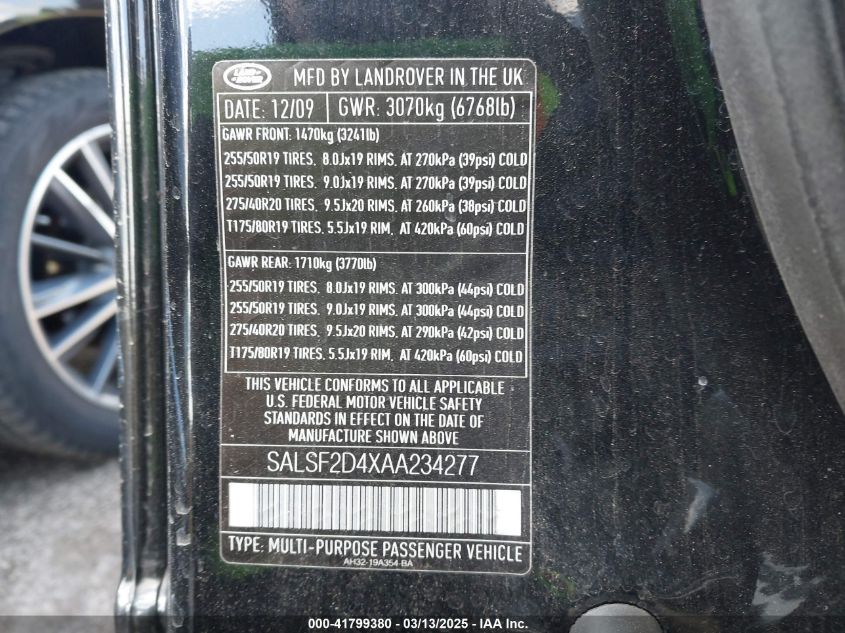 LAND ROVER MFD BY LANDROVER IN THE UK
DATE: 12/09 GWR: 3070kg (6768lb)
GAWR FRONT: 1470kg (3241lb)
255/50R19 TIRES, 8.0Jx19 RIMS, AT 270kPa (39psi) COLD
255/50R19 TIRES, 9.0Jx19 RIMS, AT 270kPa (39psi) COLD
275/40R20 TIRES, 9.5Jx20 RIMS, AT 260kPa (38psi) COLD
T175/80R19 TIRES, 5.5Jx19 RIM, AT 420kPa (60psi) COLD
GAWR REAR: 1710kg (3770lb)
255/50R19 TIRES, 8.0Jx19 RIMS, AT 300kPa (44psi) COLD
255/50R19 TIRES, 9.0Jx19 RIMS, AT 300kPa (44psi) COLD
275/40R20 TIRES, 9.5Jx20 RIMS, AT 290kPa (42psi) COLD
T175/80R19 TIRES, 5.5Jx19 RIM, AT 420kPa (60psi) COLD
THIS VEHICLE CONFORMS TO ALL APPLICABLE
U.S. FEDERAL MOTOR VEHICLE SAFETY
STANDARDS IN EFFECT ON THE DATE OF
MANUFACTURE SHOWN ABOVE
SALSF2D4XAA234277
TYPE: MULTI-PURPOSE PASSENGER VEHICLE
AH32-19A354-BA
000-41799380 - 03/13/2025 - IAA Inc.